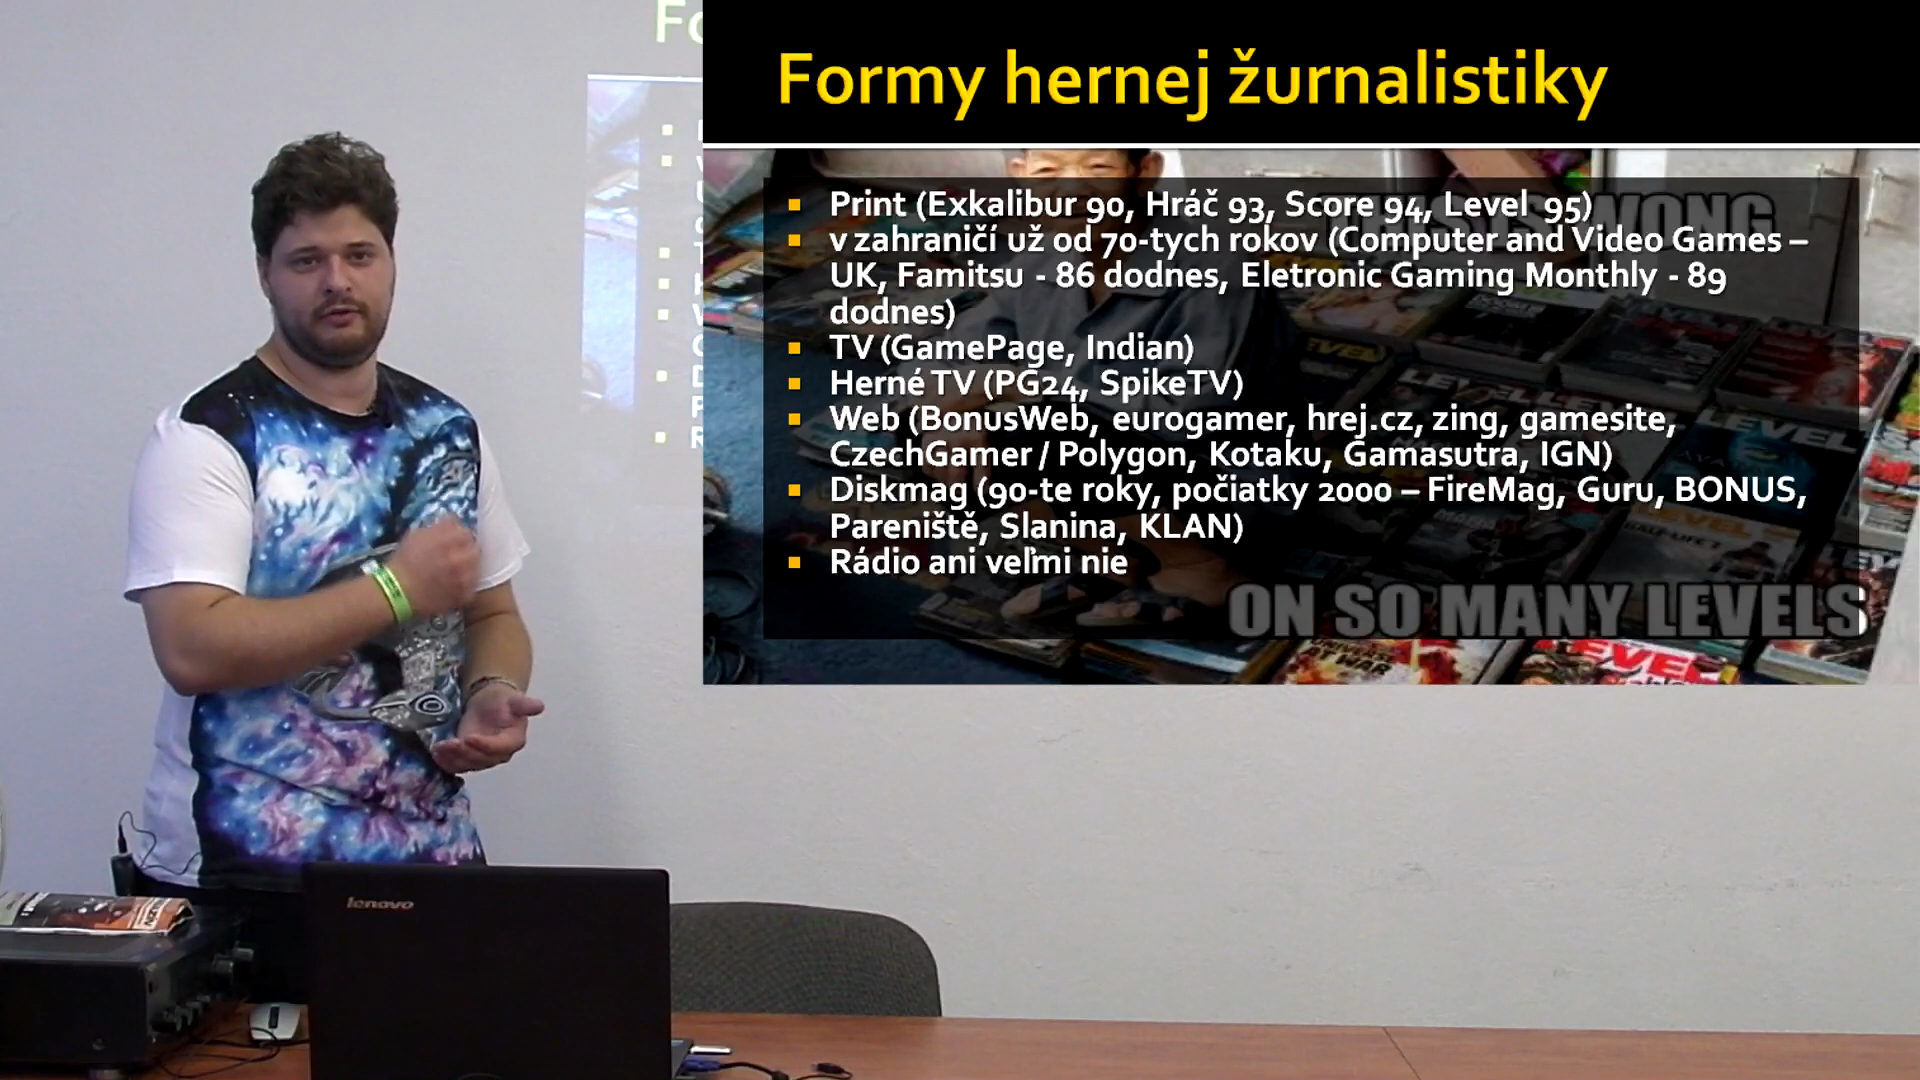 Formy hernej žurnalistiky
Print (Exkalibur 90, Hráč 93, Score 94, Level 95)
v zahraničí už od 70-tych rokov (Computer and Video Games –
UK, Famitsu - 86 dodnes, Eletronic Gaming Monthly - 89
dodnes)
TV (GamePage, Indian)
Herné TV (PG24, SpikeTV)
Web (BonusWeb, eurogamer, hrej.cz, zing, gamesite,
CzechGamer / Polygon, Kotaku, Gamasutra, IGN)
Diskmag (90-te roky, počiatky 2000 – FireMag, Guru, BONUS,
Pareniště, Slanina, KLAN)
Rádio ani veľmi nie
ON SO MANY LEVELS
LEVEL
lenovo